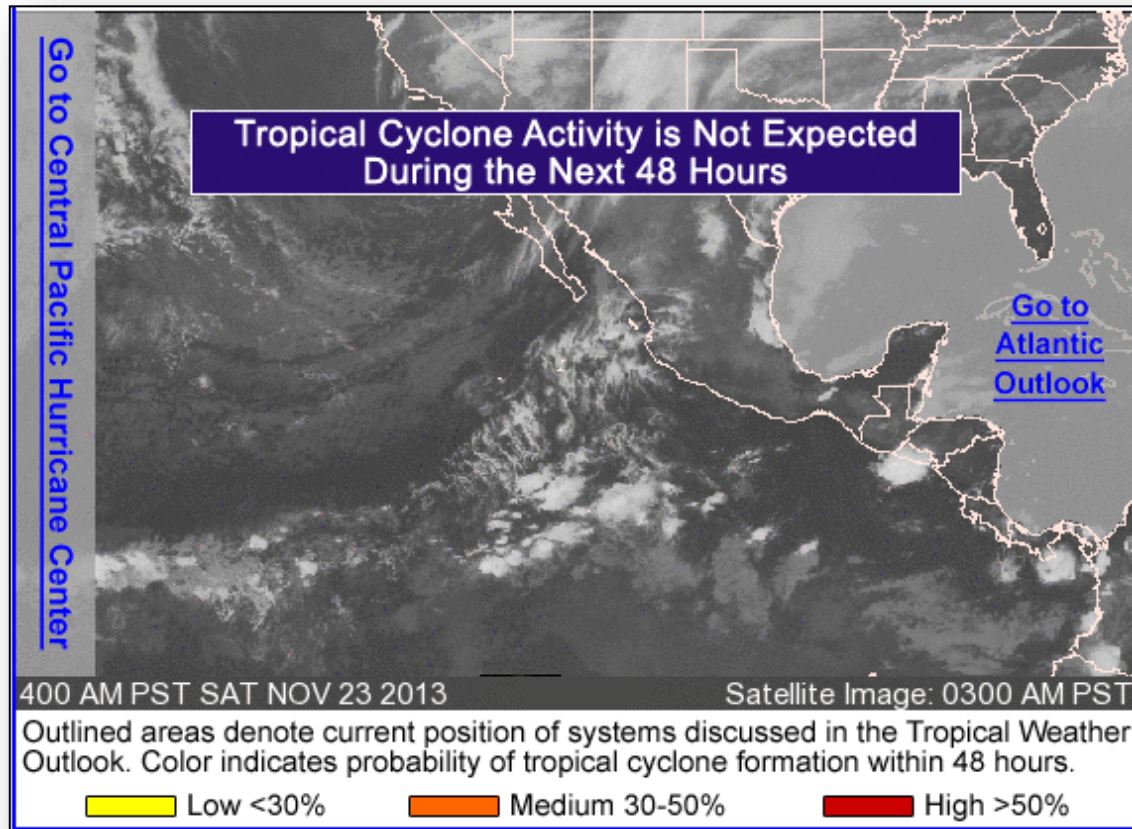 Go to Central Pacific Hurricane Center
Tropical Cyclone Activity is Not Expected
During the Next 48 Hours
Go to
Atlantic
Outlook
400 AM PST SAT NOV 23 2013
Satellite Image: 0300 AM PST
Outlined areas denote current position of systems discussed in the Tropical Weather
Outlook. Color indicates probability of tropical cyclone formation within 48 hours.
Low <30%
Medium 30-50%
High >50%